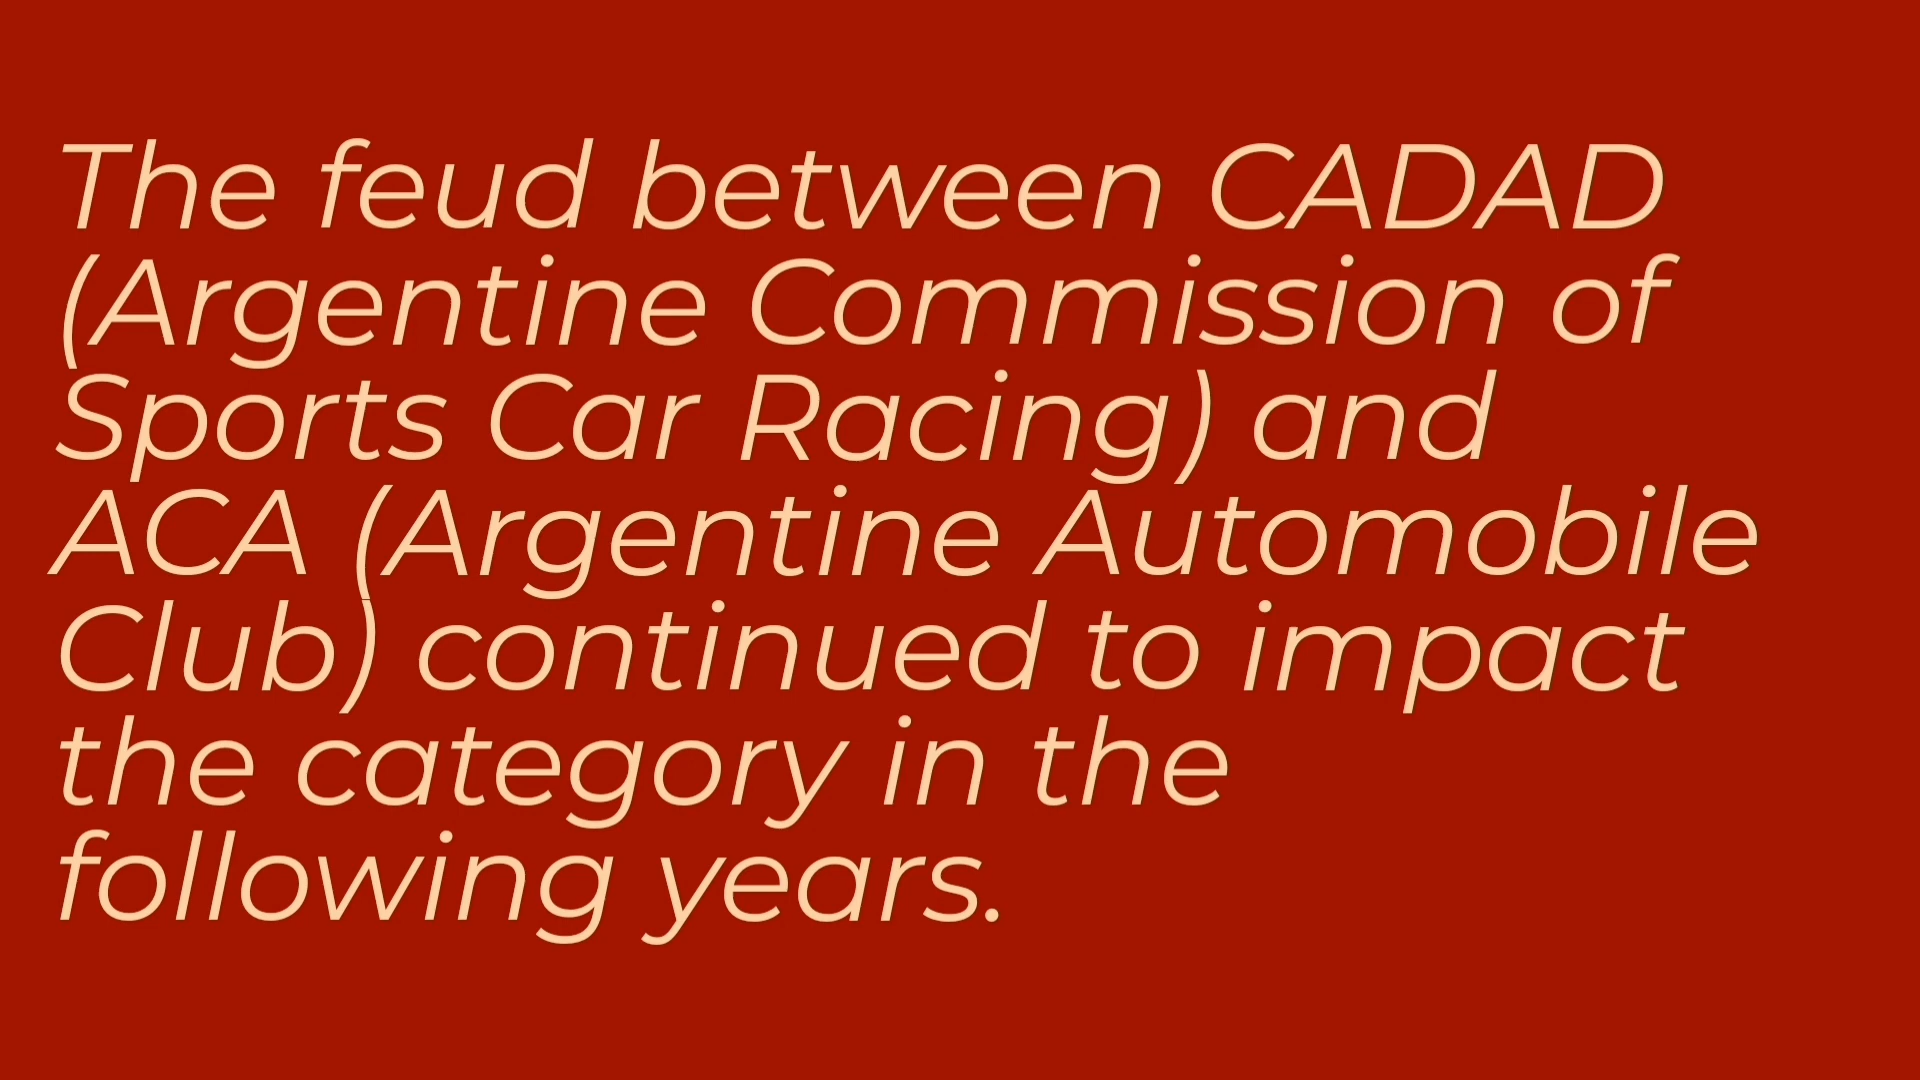 The feud between CADAD
(Argentine Commission of
Sports Car Racing) and
ACA (Argentine Automobile
Club) continued to impact
the category in the
following years.